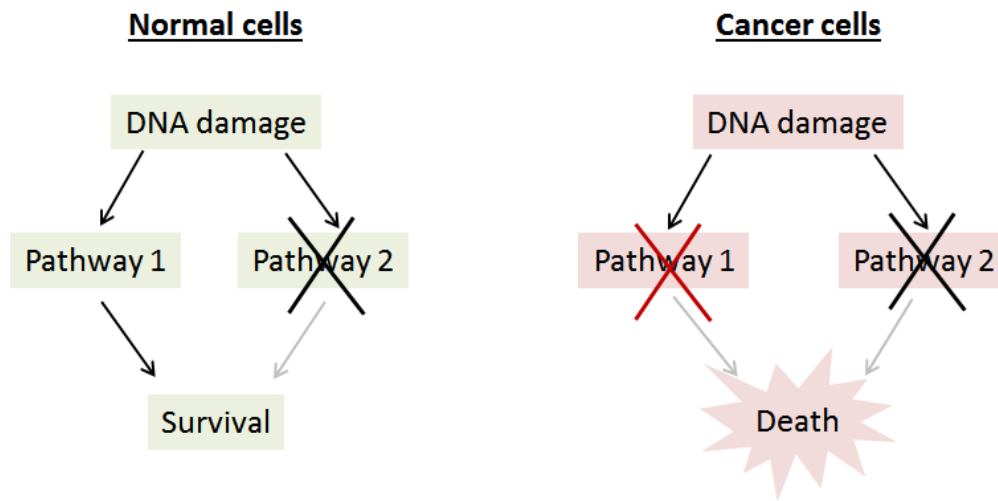 Normal cells
DNA damage
Pathway 1
Pathway 2
Survival
Cancer cells
DNA damage
Pathway 1
Pathway 2
Death